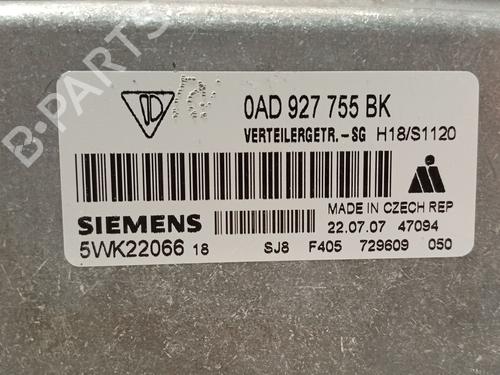 0AD 927 755 BK
VERTEILERGETR.-SG H18/S1120
MADE IN CZECH REP
SIEMENS
22.07.07 47094
5WK22066 18 SJ8 F405 729609 050
B-PARTS
B-PARTS